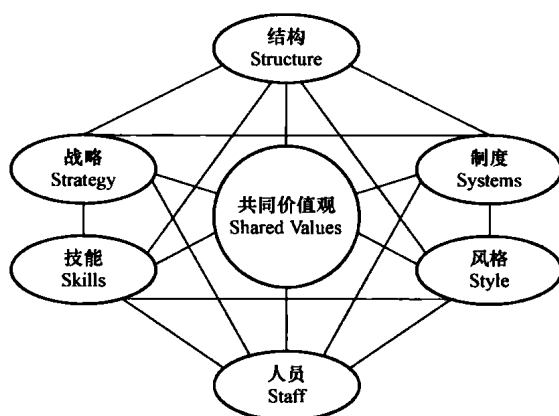 结构
Structure
战略
Strategy
制度
Systems
共同价值观
Shared Values
技能
Skills
风格
Style
人员
Staff